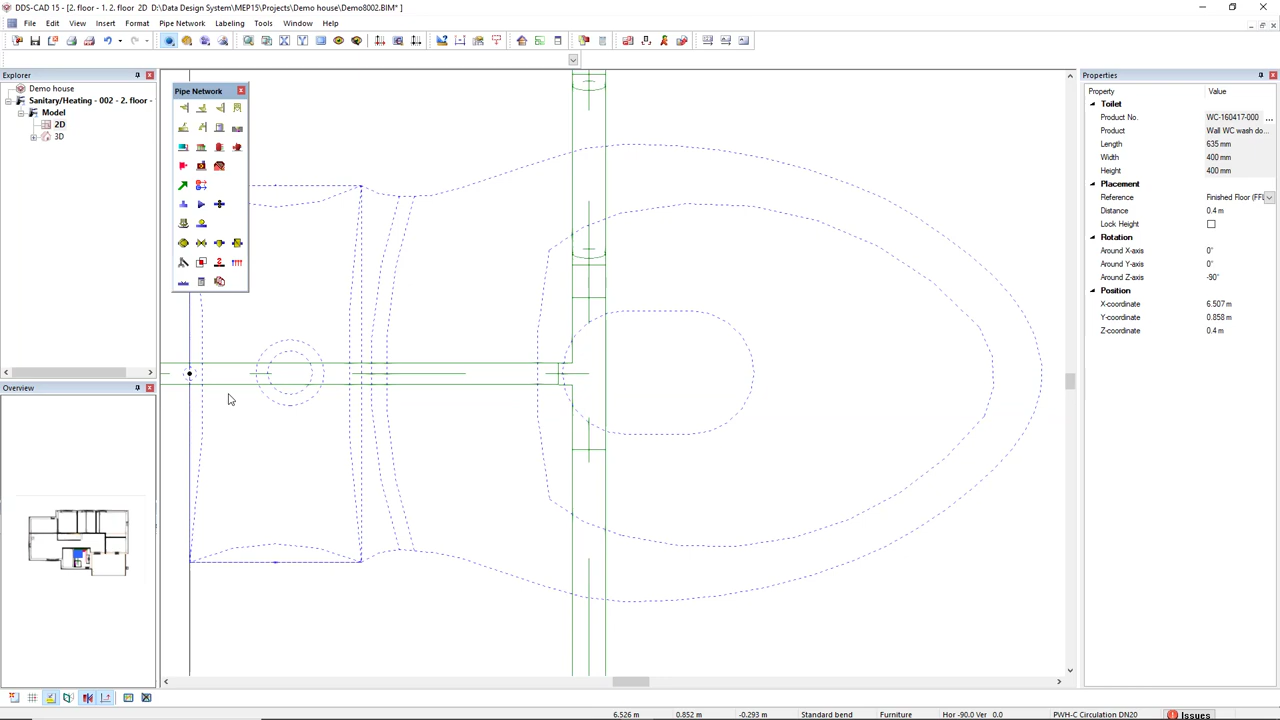 DDS-CAD 15 - [2. floor - 1. 2. floor 2D D:\Data Design System\MEP15\Projects\Demo house\Demo8002.BIM* ]
File Edit View Insert Format Pipe Network Tools Labeling Window Help
Explorer
Demo house
Sanitary/Heating - 002 - 2. floor -
Model
2D
3D
Overview
Pipe Network
Properties
Property Value
Toilet
Product No. WC-160417-000 ...
Product Wall WC wash do...
Length 635 mm
Width 400 mm
Height 400 mm
Placement
Reference Finished Floor (FFL
Distance 0.4 m
Lock Height
Rotation
Around X-axis 0°
Around Y-axis 0°
Around Z-axis -90°
Position
X-coordinate 6.507 m
Y-coordinate 0.858 m
Z-coordinate 0.4 m
6.526 m 0.852 m -0.293 m Standard bend Furniture Hor -90.0 Ver 0.0 PWH-C Circulation DN20 Issues